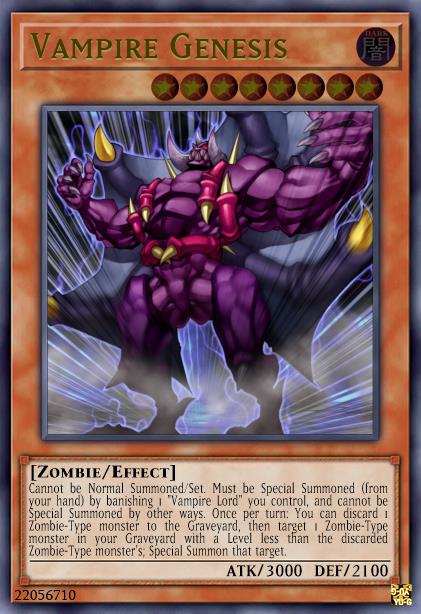 Vampire Genesis
DARK
闇
[Zombie/Effect]
Cannot be Normal Summoned/Set. Must be Special Summoned (from
your hand) by banishing 1 "Vampire Lord" you control, and cannot be
Special Summoned by other ways. Once per turn: You can discard 1
Zombie-Type monster to the Graveyard, then target 1 Zombie-Type
monster in your Graveyard with a Level less than the discarded
Zombie-Type monster's; Special Summon that target.
ATK/3000 DEF/2100
22056710